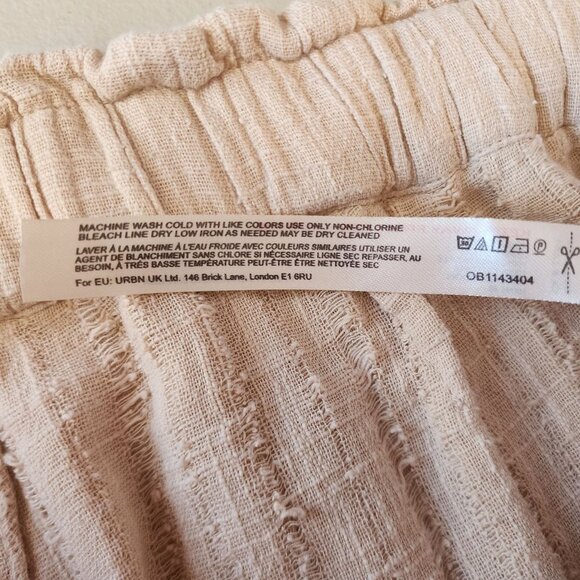 MACHINE WASH COLD WITH LIKE COLORS USE ONLY NON-CHLORINE
BLEACH LINE DRY LOW IRON AS NEEDED MAY BE DRY CLEANED
LAVER À LA MACHINE À L'EAU FROIDE AVEC COULEURS SIMILAIRES UTILISER UN
AGENT DE BLANCHIMENT SANS CHLOR SI NÉCESSAIRE LIGNE SEC REPASSER, AU
BESOIN, À TRÉS BASSE TEMPÉRATURE PEUT-ÊTRE NETTOYÉE SEC
For EU: URBN UK Ltd. 146 Brick Lane, London E1 6RU
OB1143404